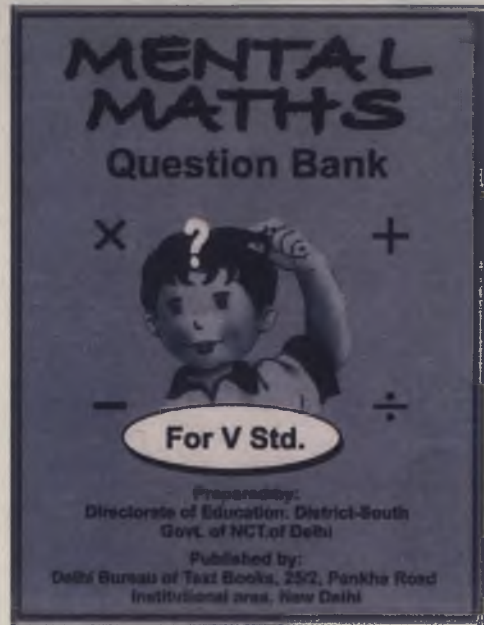 MENTAL
MATHS
Question Bank
× +
?
− ÷
For V Std.
Prepared by:
Directorate of Education. District-South
Govt. of NCT.of Delhi
Published by:
Delhi Bureau of Text Books, 25/2, Pankha Road
Institutional area, New Delhi